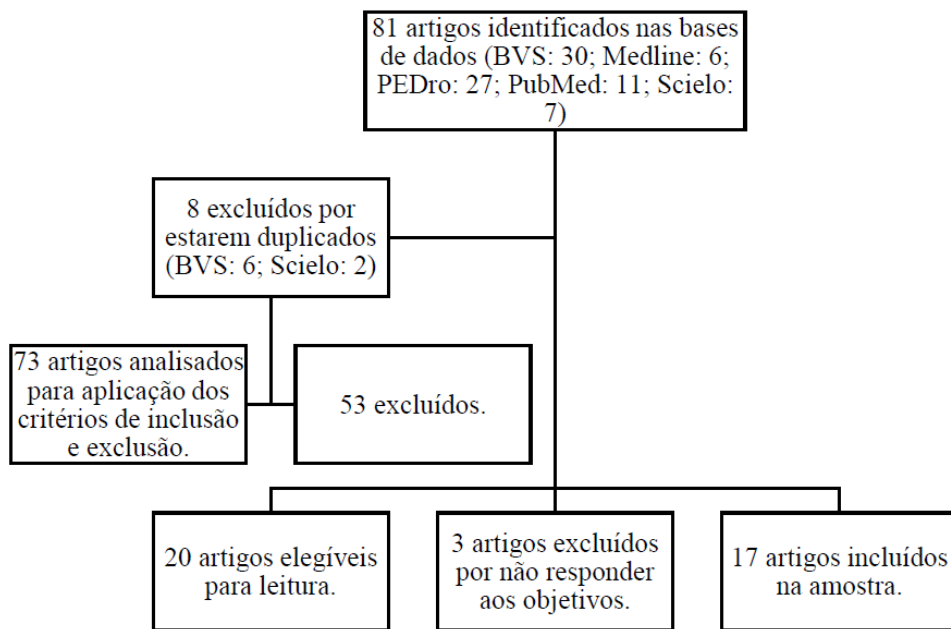 81 artigos identificados nas bases
de dados (BVS: 30; Medline: 6;
PEDro: 27; PubMed: 11; Scielo:
7)
8 excluídos por
estarem duplicados
(BVS: 6; Scielo: 2)
73 artigos analisados
para aplicação dos
critérios de inclusão
e exclusão.
53 excluídos.
20 artigos elegíveis
para leitura.
3 artigos excluídos
por não responder
aos objetivos.
17 artigos incluídos
na amostra.